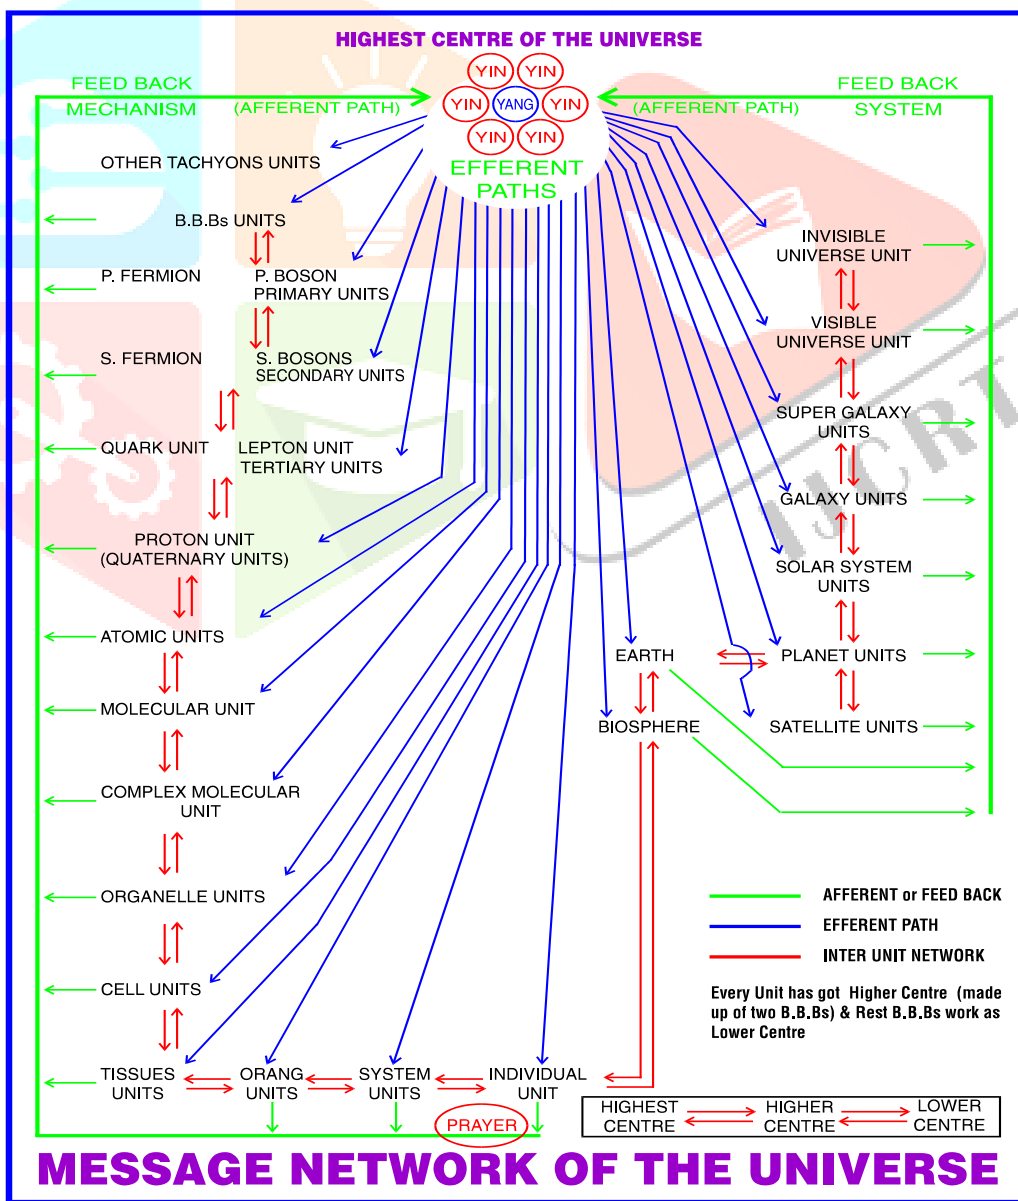 HIGHEST CENTRE OF THE UNIVERSE
YIN YIN
YIN YANG YIN
YIN YIN
FEED BACK
MECHANISM (AFFERENT PATH)
FEED BACK
(AFFERENT PATH) SYSTEM
EFFERENT
PATHS
OTHER TACHYONS UNITS
B.B.Bs UNITS
P. FERMION P. BOSON
PRIMARY UNITS
S. FERMION S. BOSONS
SECONDARY UNITS
QUARK UNIT LEPTON UNIT
TERTIARY UNITS
PROTON UNIT
(QUATERNARY UNITS)
ATOMIC UNITS
MOLECULAR UNIT
COMPLEX MOLECULAR
UNIT
ORGANELLE UNITS
CELL UNITS
TISSUES
UNITS
ORANG
UNITS
SYSTEM
UNITS
INDIVIDUAL
UNIT
PRAYER
INVISIBLE
UNIVERSE UNIT
VISIBLE
UNIVERSE UNIT
SUPER GALAXY
UNITS
GALAXY UNITS
SOLAR SYSTEM
UNITS
EARTH
PLANET UNITS
BIOSPHERE
SATELLITE UNITS
IJCRT
AFFERENT or FEED BACK
EFFERENT PATH
INTER UNIT NETWORK
Every Unit has got Higher Centre (made
up of two B.B.Bs) & Rest B.B.Bs work as
Lower Centre
HIGHEST
CENTRE
HIGHER
CENTRE
LOWER
CENTRE
MESSAGE NETWORK OF THE UNIVERSE